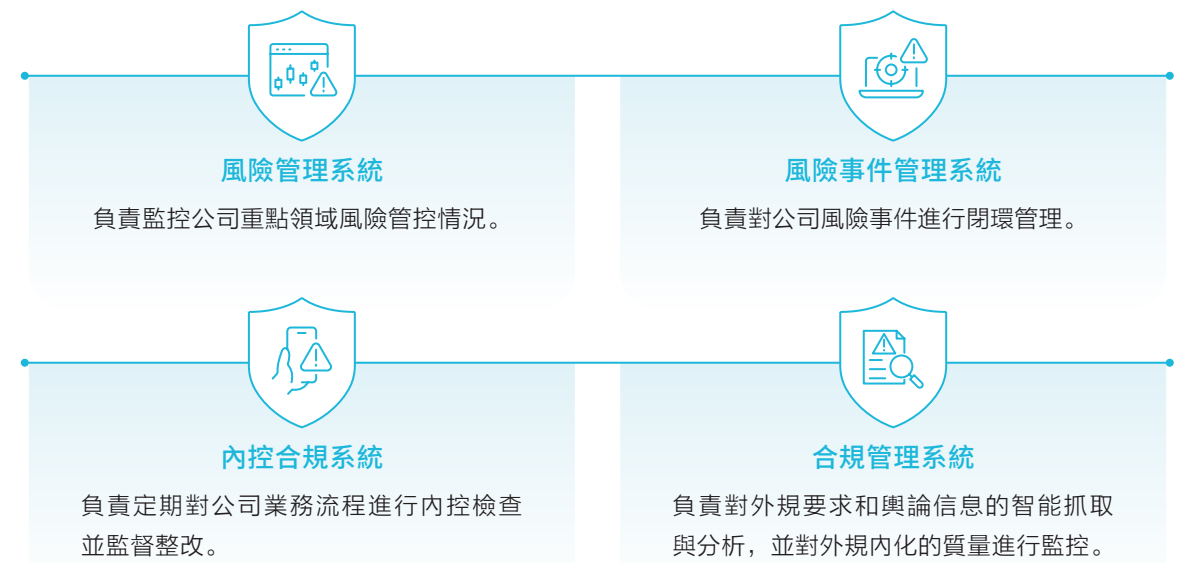 風險管理系統
負責監控公司重點領域風險管控情況。
風險事件管理系統
負責對公司風險事件進行閉環管理。
內控合規系統
負責定期對公司業務流程進行內控檢查
並監督整改。
合規管理系統
負責對外規要求和輿論信息的智能抓取
與分析，並對外規內化的質量進行監控。